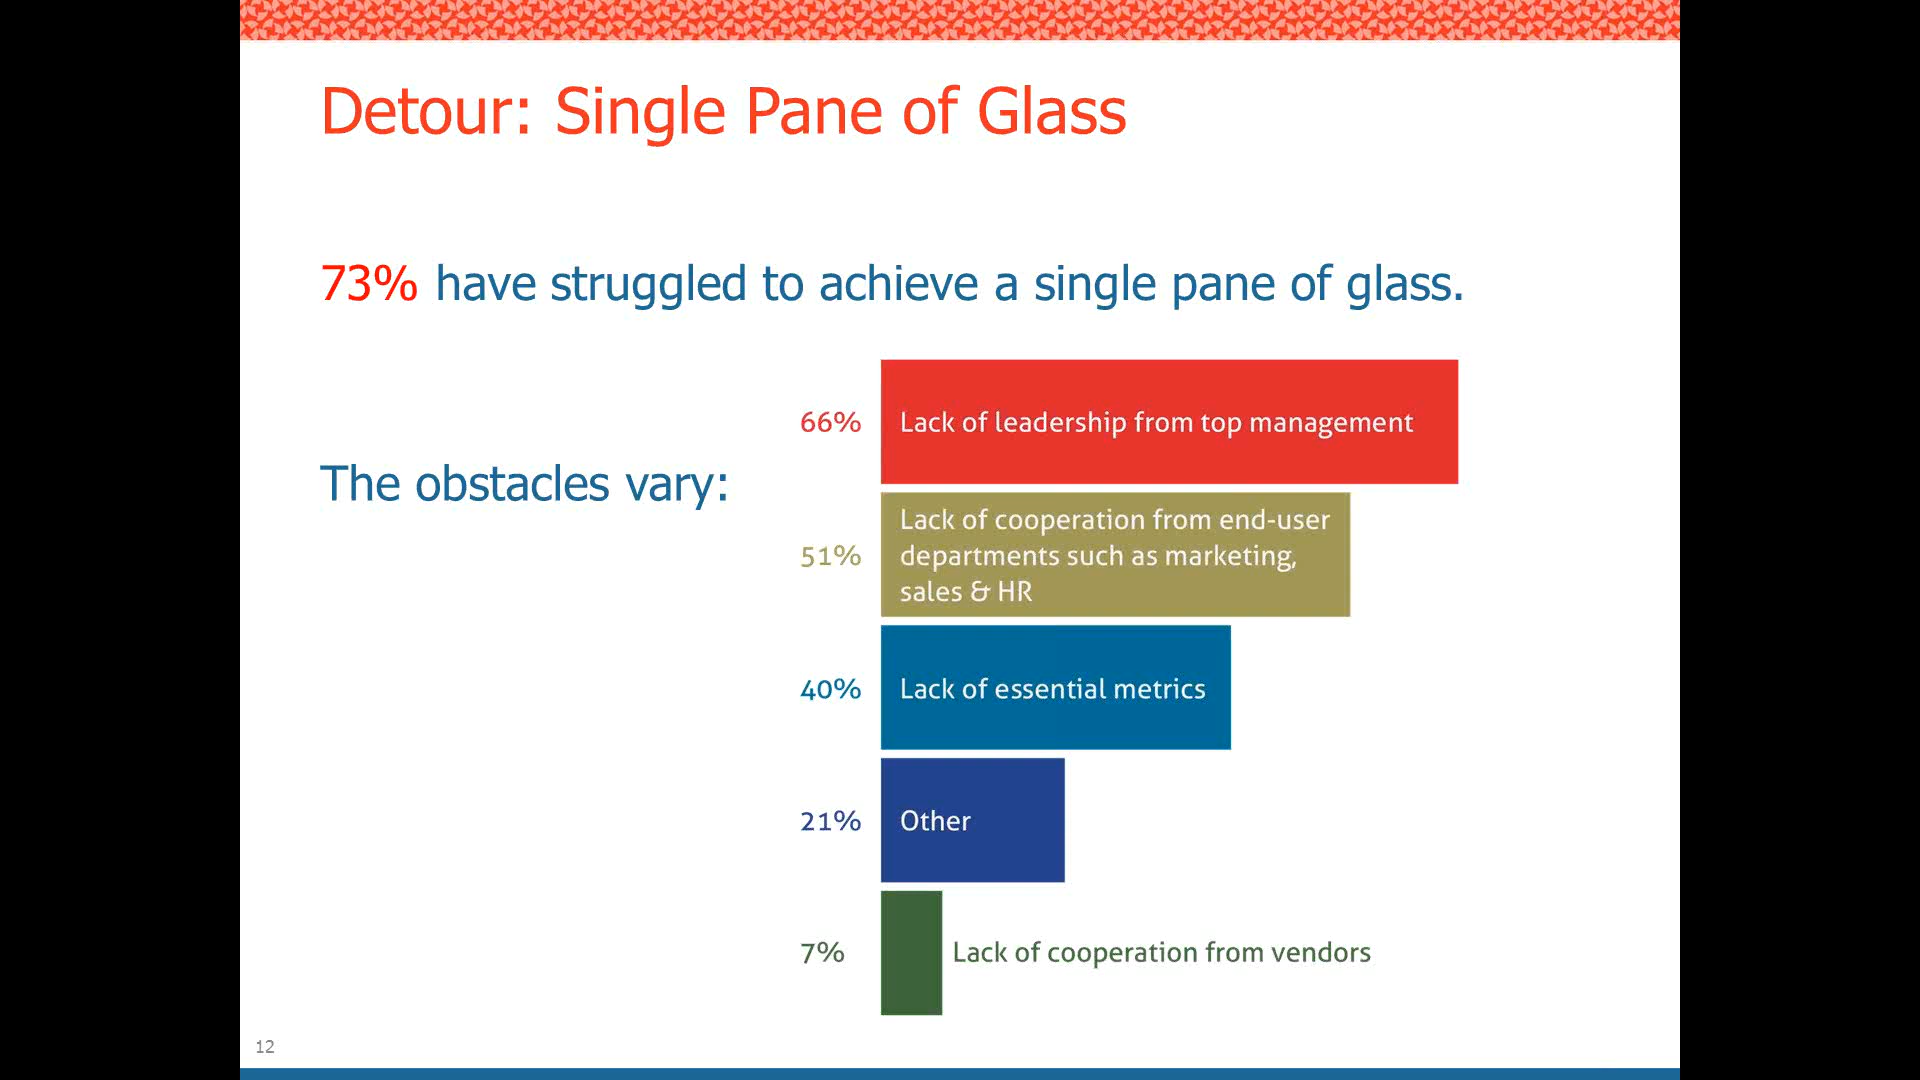 Detour: Single Pane of Glass
73% have struggled to achieve a single pane of glass.
The obstacles vary:
66% Lack of leadership from top management
51% Lack of cooperation from end-user
departments such as marketing,
sales & HR
40% Lack of essential metrics
21% Other
7% Lack of cooperation from vendors
12